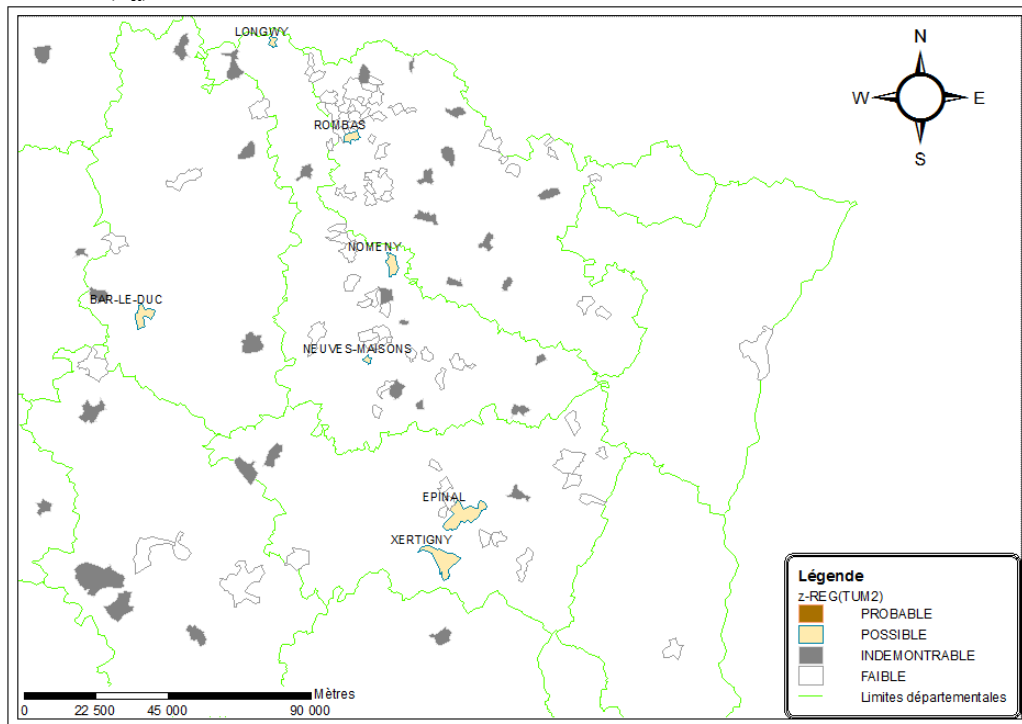 LONGWY
N
W
E
S
ROMBAS
NOMENY
BAR-LE-DUC
NEUVES-MAISONS
EPINAL
XERTIGNY
Légende
z-REG(TUM2)
PROBABLE
POSSIBLE
INDEMONTRABLE
FAIBLE
Limites départementales
Mètres
0 22 500 45 000 90 000